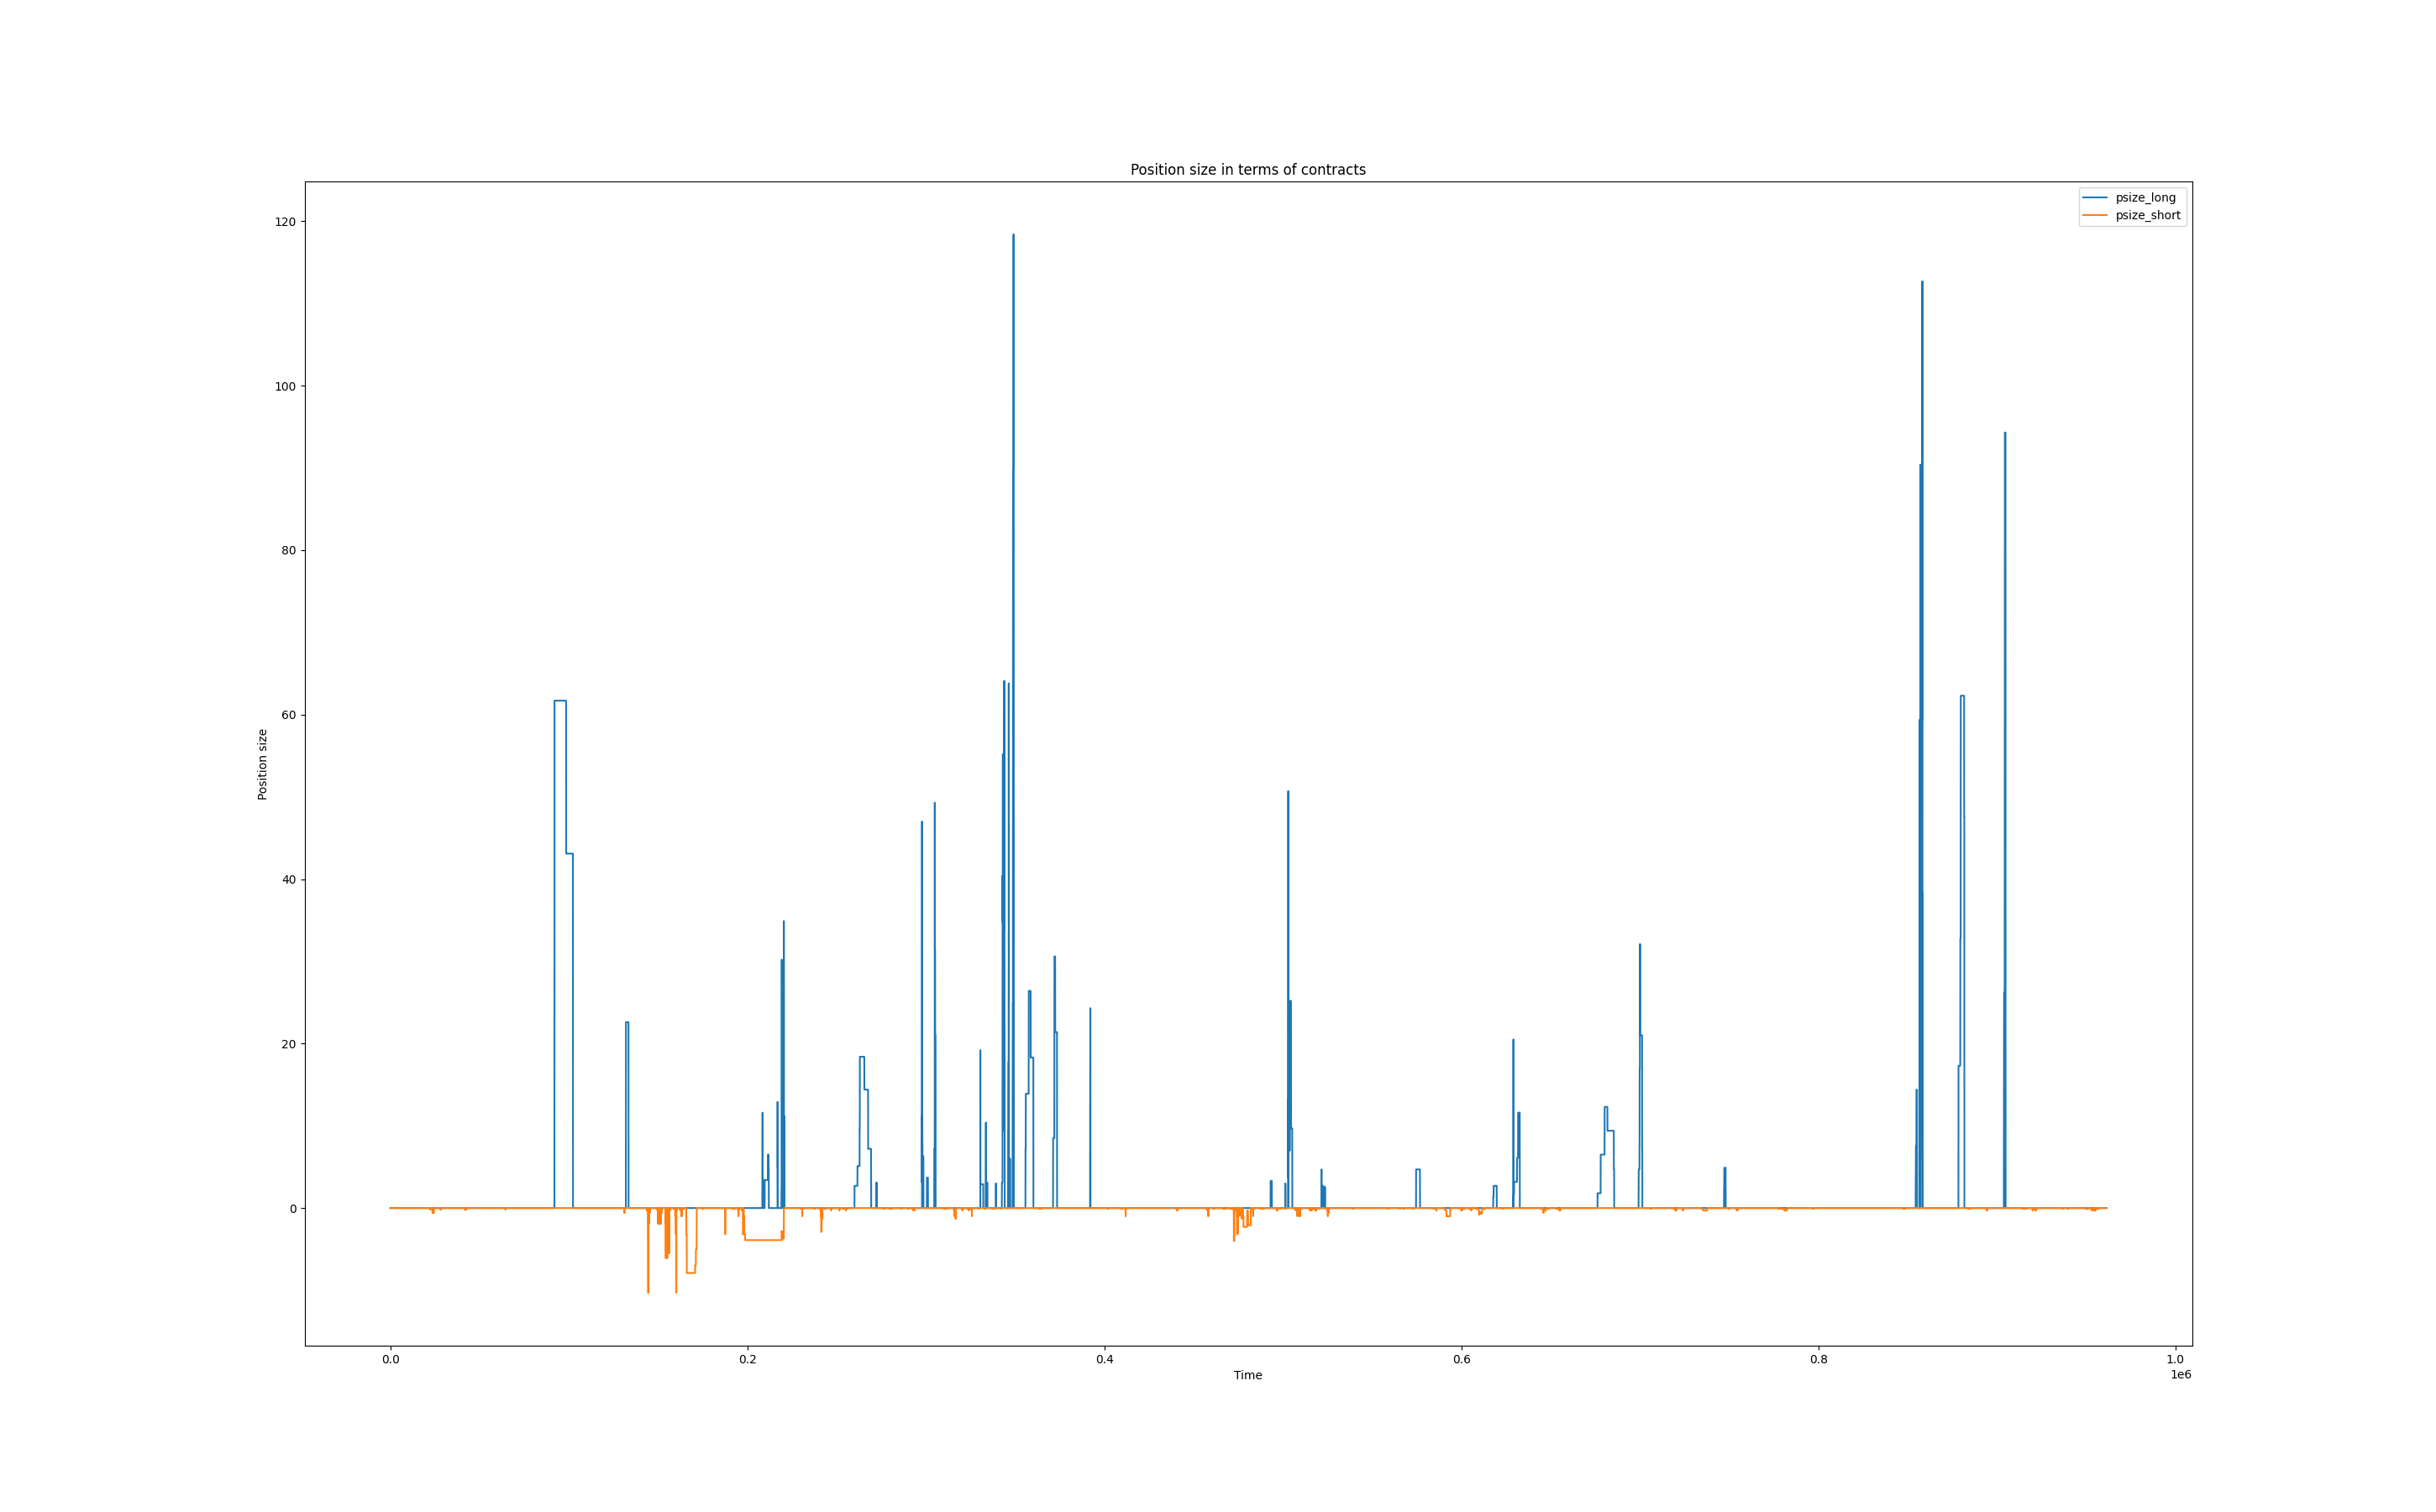 Position size in terms of contracts
psize_long
psize_short
120
100
80
60
40
20
0
Position size
0.0 0.2 0.4 0.6 0.8 1.0
1e6
Time